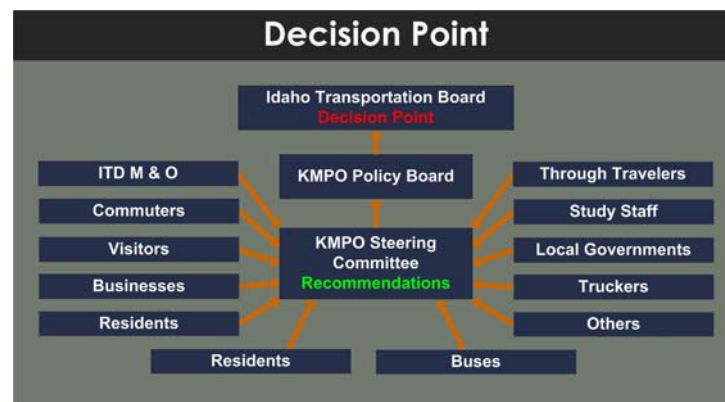 Decision Point
Idaho Transportation Board
Decision Point
ITD M & O
KMPO Policy Board
Through Travelers
Commuters
Study Staff
Visitors
KMPO Steering
Committee
Recommendations
Local Governments
Businesses
Truckers
Residents
Others
Residents
Buses